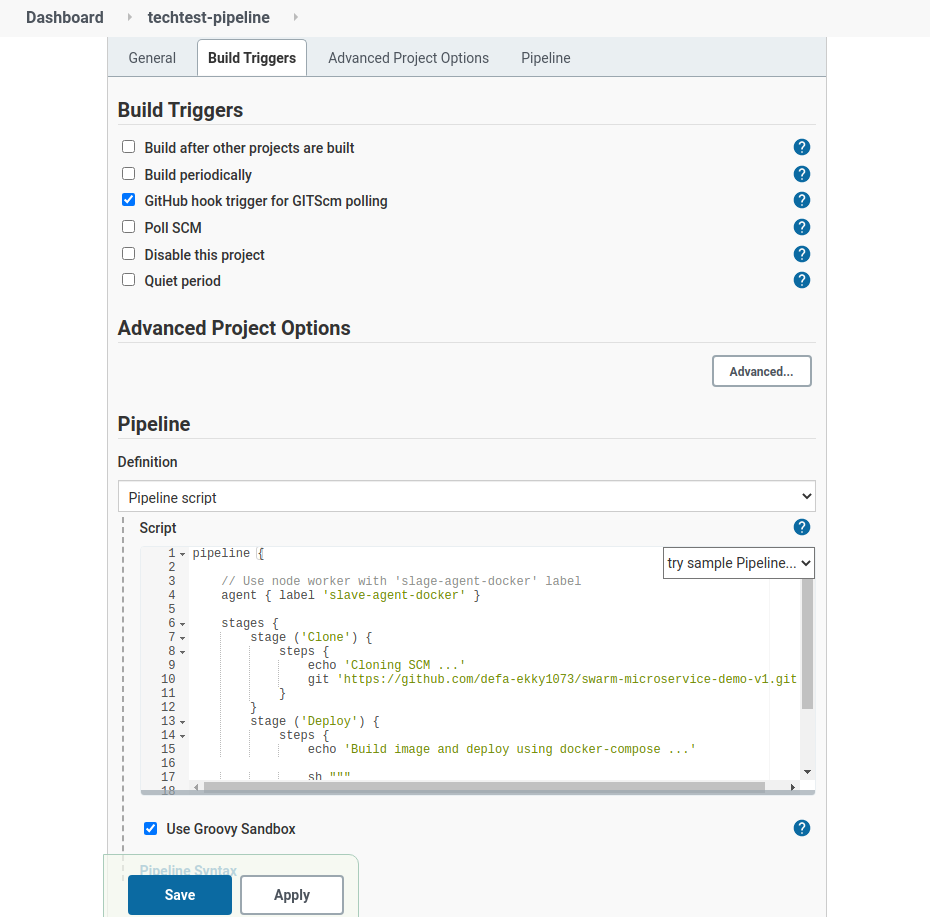 Dashboard techtest-pipeline
General Build Triggers Advanced Project Options Pipeline
Build Triggers
Build after other projects are built ?
Build periodically ?
GitHub hook trigger for GITScm polling ?
Poll SCM ?
Disable this project ?
Quiet period ?
Advanced Project Options
Advanced...
Pipeline
Definition
Pipeline script
Script ?
try sample Pipeline...
1 pipeline {
2
3 // Use node worker with 'slage-agent-docker' label
4 agent { label 'slave-agent-docker' }
5
6 stages {
7 stage ('Clone') {
8 steps {
9 echo 'Cloning SCM ...'
10 git 'https://github.com/defa-ekky1073/swarm-microservice-demo-v1.git
11 }
12 }
13 stage ('Deploy') {
14 steps {
15 echo 'Build image and deploy using docker-compose ...'
16
17 sh """
18
Use Groovy Sandbox ?
Pipeline Syntax
Save Apply